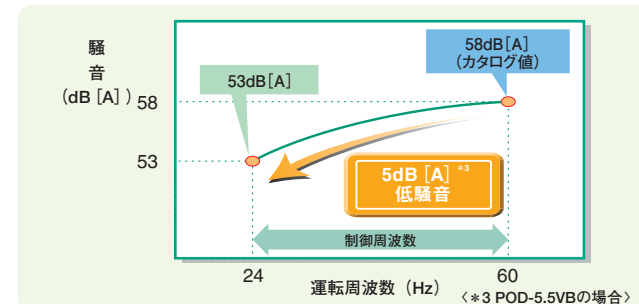 騒
音
(dB [A])
58
53
53dB[A]
58dB[A]
(カタログ値)
5dB [A] *3
低騒音
制御周波数
24
60
運転周波数 (Hz)
〈*3 POD-5.5VBの場合〉